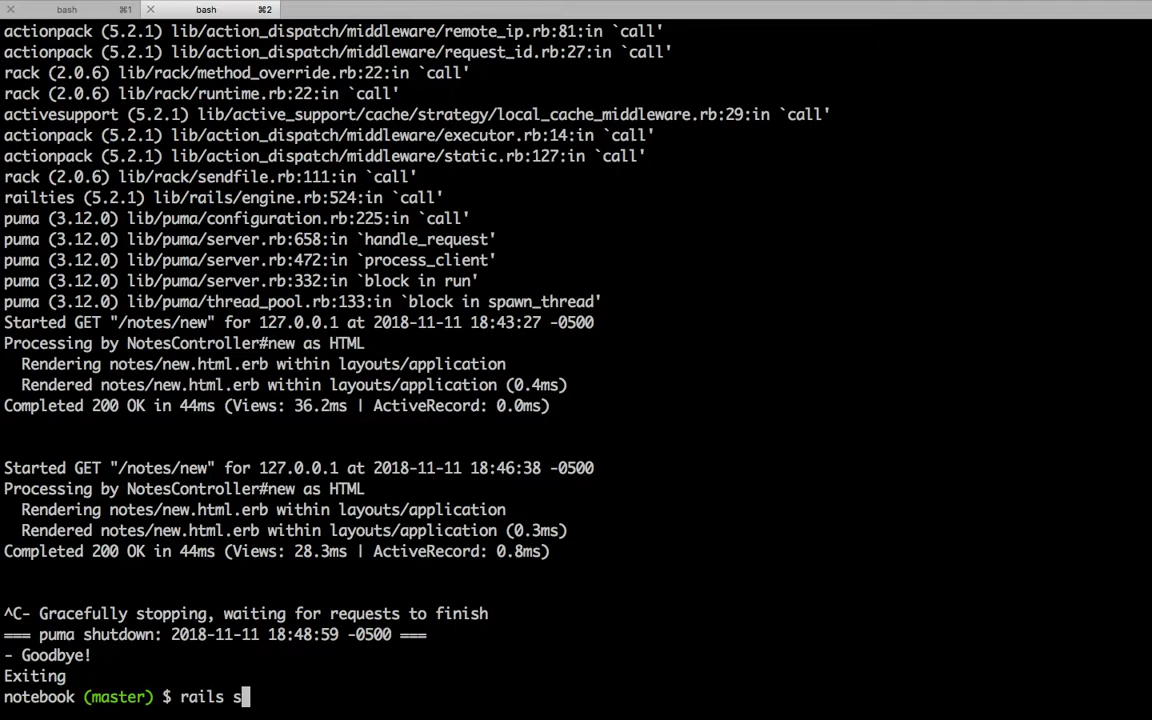 bash ⌘1 bash ⌘2
actionpack (5.2.1) lib/action_dispatch/middleware/remote_ip.rb:81:in `call'
actionpack (5.2.1) lib/action_dispatch/middleware/request_id.rb:27:in `call'
rack (2.0.6) lib/rack/method_override.rb:22:in `call'
rack (2.0.6) lib/rack/runtime.rb:22:in `call'
activesupport (5.2.1) lib/active_support/cache/strategy/local_cache_middleware.rb:29:in `call'
actionpack (5.2.1) lib/action_dispatch/middleware/executor.rb:14:in `call'
actionpack (5.2.1) lib/action_dispatch/middleware/static.rb:127:in `call'
rack (2.0.6) lib/rack/sendfile.rb:111:in `call'
railties (5.2.1) lib/rails/engine.rb:524:in `call'
puma (3.12.0) lib/puma/configuration.rb:225:in `call'
puma (3.12.0) lib/puma/server.rb:658:in `handle_request'
puma (3.12.0) lib/puma/server.rb:472:in `process_client'
puma (3.12.0) lib/puma/server.rb:332:in `block in run'
puma (3.12.0) lib/puma/thread_pool.rb:133:in `block in spawn_thread'
Started GET "/notes/new" for 127.0.0.1 at 2018-11-11 18:43:27 -0500
Processing by NotesController#new as HTML
  Rendering notes/new.html.erb within layouts/application
  Rendered notes/new.html.erb within layouts/application (0.4ms)
Completed 200 OK in 44ms (Views: 36.2ms | ActiveRecord: 0.0ms)
Started GET "/notes/new" for 127.0.0.1 at 2018-11-11 18:46:38 -0500
Processing by NotesController#new as HTML
  Rendering notes/new.html.erb within layouts/application
  Rendered notes/new.html.erb within layouts/application (0.3ms)
Completed 200 OK in 44ms (Views: 28.3ms | ActiveRecord: 0.8ms)
^C- Gracefully stopping, waiting for requests to finish
=== puma shutdown: 2018-11-11 18:48:59 -0500 ===
- Goodbye!
Exiting
notebook (master) $ rails s